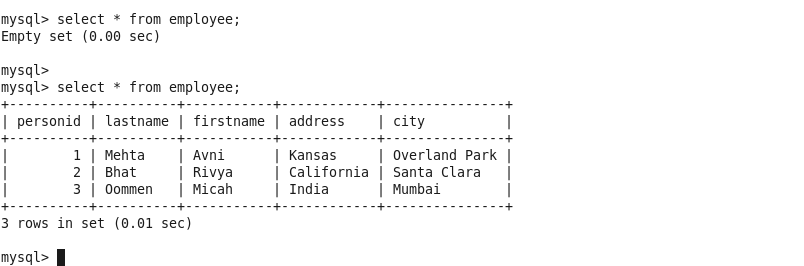 mysql> select * from employee;
Empty set (0.00 sec)
mysql>
mysql> select * from employee;
+----------+----------+-----------+------------+---------------+
| personid | lastname | firstname | address    | city          |
+----------+----------+-----------+------------+---------------+
|        1 | Mehta    | Avni      | Kansas     | Overland Park |
|        2 | Bhat     | Rivya     | California | Santa Clara   |
|        3 | Oommen   | Micah     | India      | Mumbai        |
+----------+----------+-----------+------------+---------------+
3 rows in set (0.01 sec)
mysql>